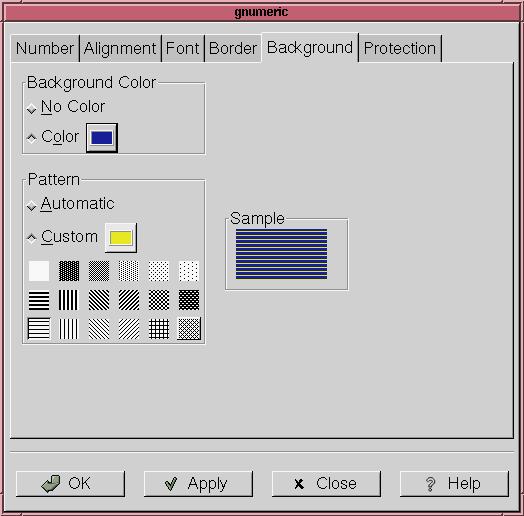 gnumeric
Number Alignment Font Border Background Protection
Background Color
No Color
Color
Pattern
Automatic
Custom
Sample
OK Apply Close Help